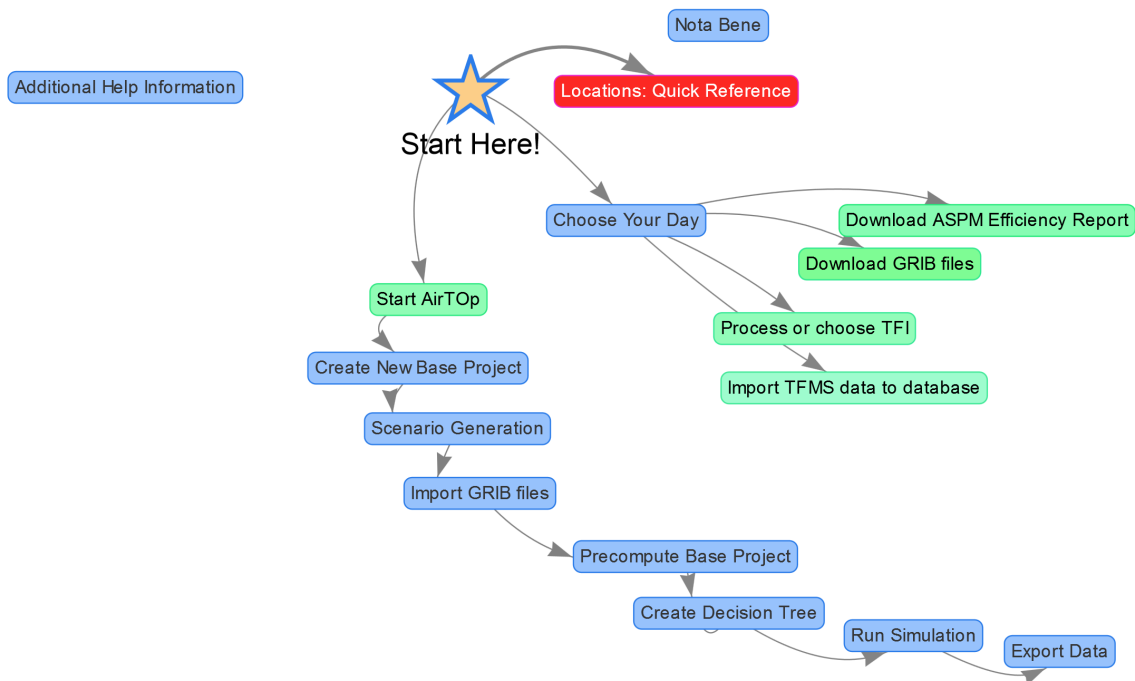 Nota Bene
Additional Help Information
Locations: Quick Reference
Start Here!
Choose Your Day
Download ASPM Efficiency Report
Download GRIB files
Start AirTOp
Process or choose TFI
Create New Base Project
Import TFMS data to database
Scenario Generation
Import GRIB files
Precompute Base Project
Create Decision Tree
Run Simulation
Export Data